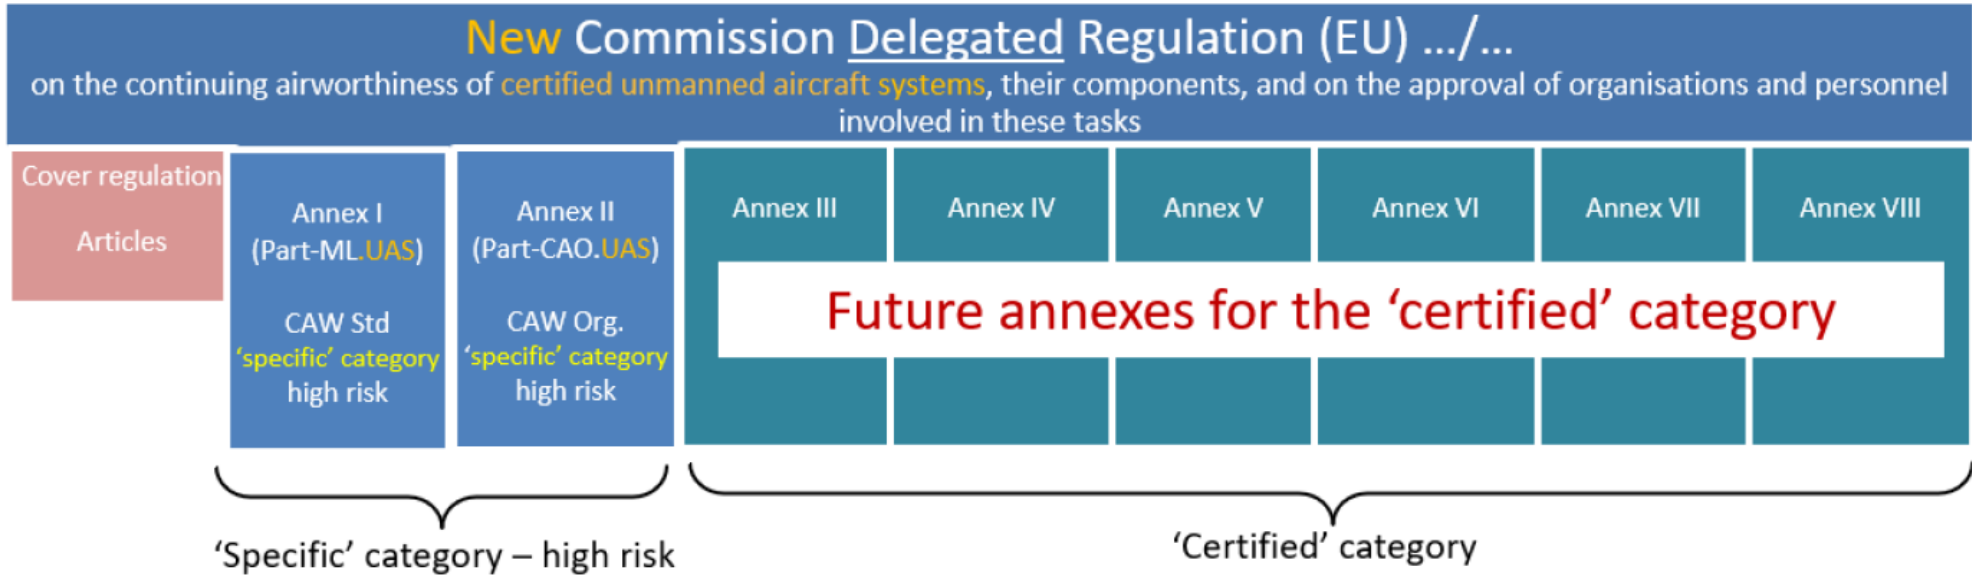 New Commission Delegated Regulation (EU) .../...
on the continuing airworthiness of certified unmanned aircraft systems, their components, and on the approval of organisations and personnel
involved in these tasks
Cover regulation
Articles
Annex I
(Part-ML.UAS)
CAW Std
'specific' category
high risk
Annex II
(Part-CAO.UAS)
CAW Org.
'specific' category
high risk
Annex III
Annex IV
Annex V
Annex VI
Annex VII
Annex VIII
Future annexes for the 'certified' category
'Specific' category – high risk
'Certified' category